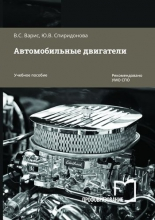 В.С. Варис, Ю.В. Спиридонова
Автомобильные двигатели
Учебное пособие
Рекомендовано
УМО СПО
ПРОФОБРАЗОВАНИЕ